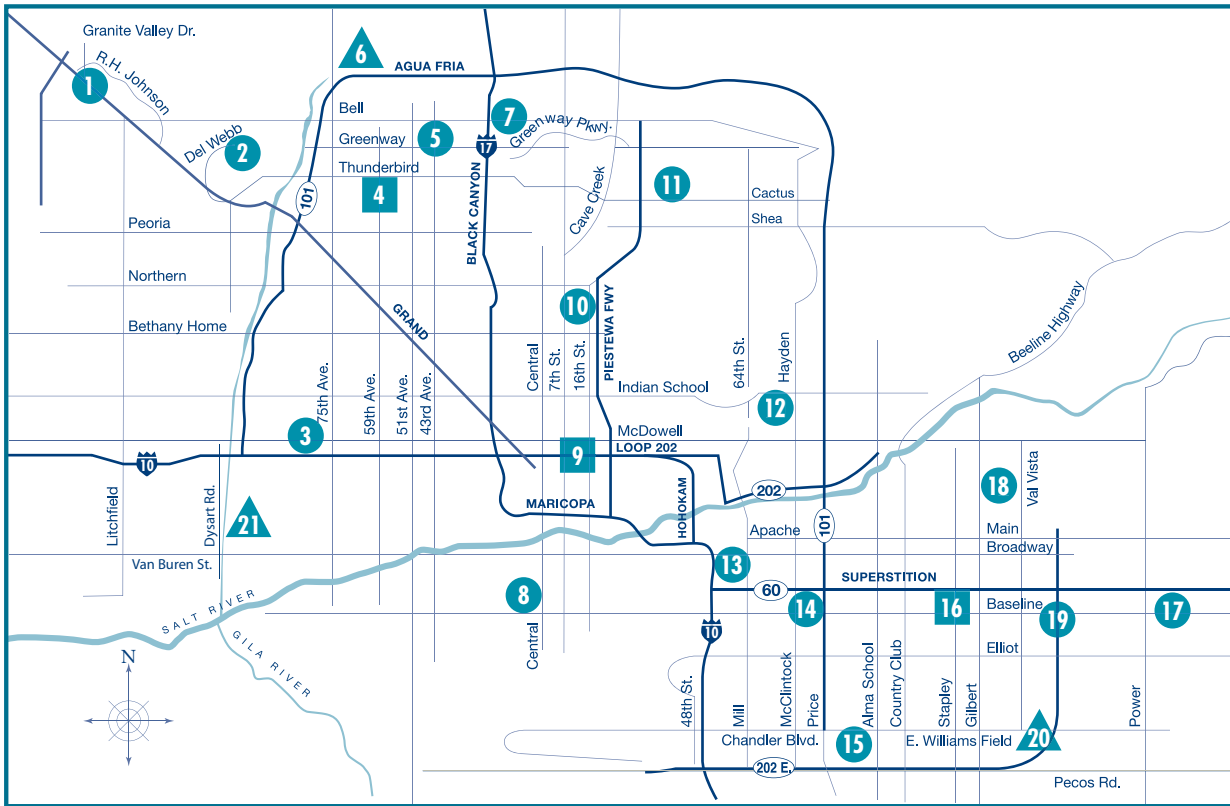 Granite Valley Dr.
R.H. Johnson
1
6
AGUA FRIA
Bell
7
Greenway Pkwy.
Del Webb
2
Greenway
5
17
Thunderbird
101
4
BLACK CANYON
Cave Creek
11
Cactus
Peoria
Shea
Northern
10
GRAND
PIESTEWA FWY
Beeline Highway
Bethany Home
Central
7th St.
16th St.
64th St.
Hayden
75th Ave.
59th Ave.
51st Ave.
43rd Ave.
Indian School
12
3
McDowell
LOOP 202
10
9
18
Val Vista
202
Litchfield
Dysart Rd.
21
MARICOPA
HOHOKAM
Apache
101
Main
Broadway
Van Buren St.
13
SUPERSTITION
60
8
14
16
Baseline
19
17
SALT RIVER
10
GILA RIVER
Central
Elliot
N
48th St.
Mill
McClintock
Price
Alma School
Country Club
Stapley
Gilbert
Power
Chandler Blvd.
15
E. Williams Field
20
202 E.
Pecos Rd.